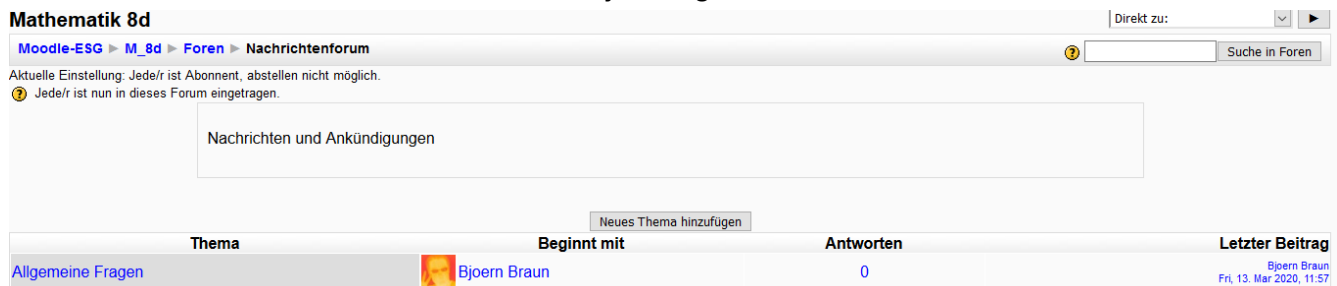 Mathematik 8d
Direkt zu:
Moodle-ESG ► M_8d ► Foren ► Nachrichtenforum
Suche in Foren
Aktuelle Einstellung: Jede/r ist Abonnent, abstellen nicht möglich.
Jede/r ist nun in dieses Forum eingetragen.
Nachrichten und Ankündigungen
Neues Thema hinzufügen
Thema Beginnt mit Antworten Letzter Beitrag
Allgemeine Fragen Bjoern Braun 0 Bjoern Braun
Fri, 13. Mar 2020, 11:57